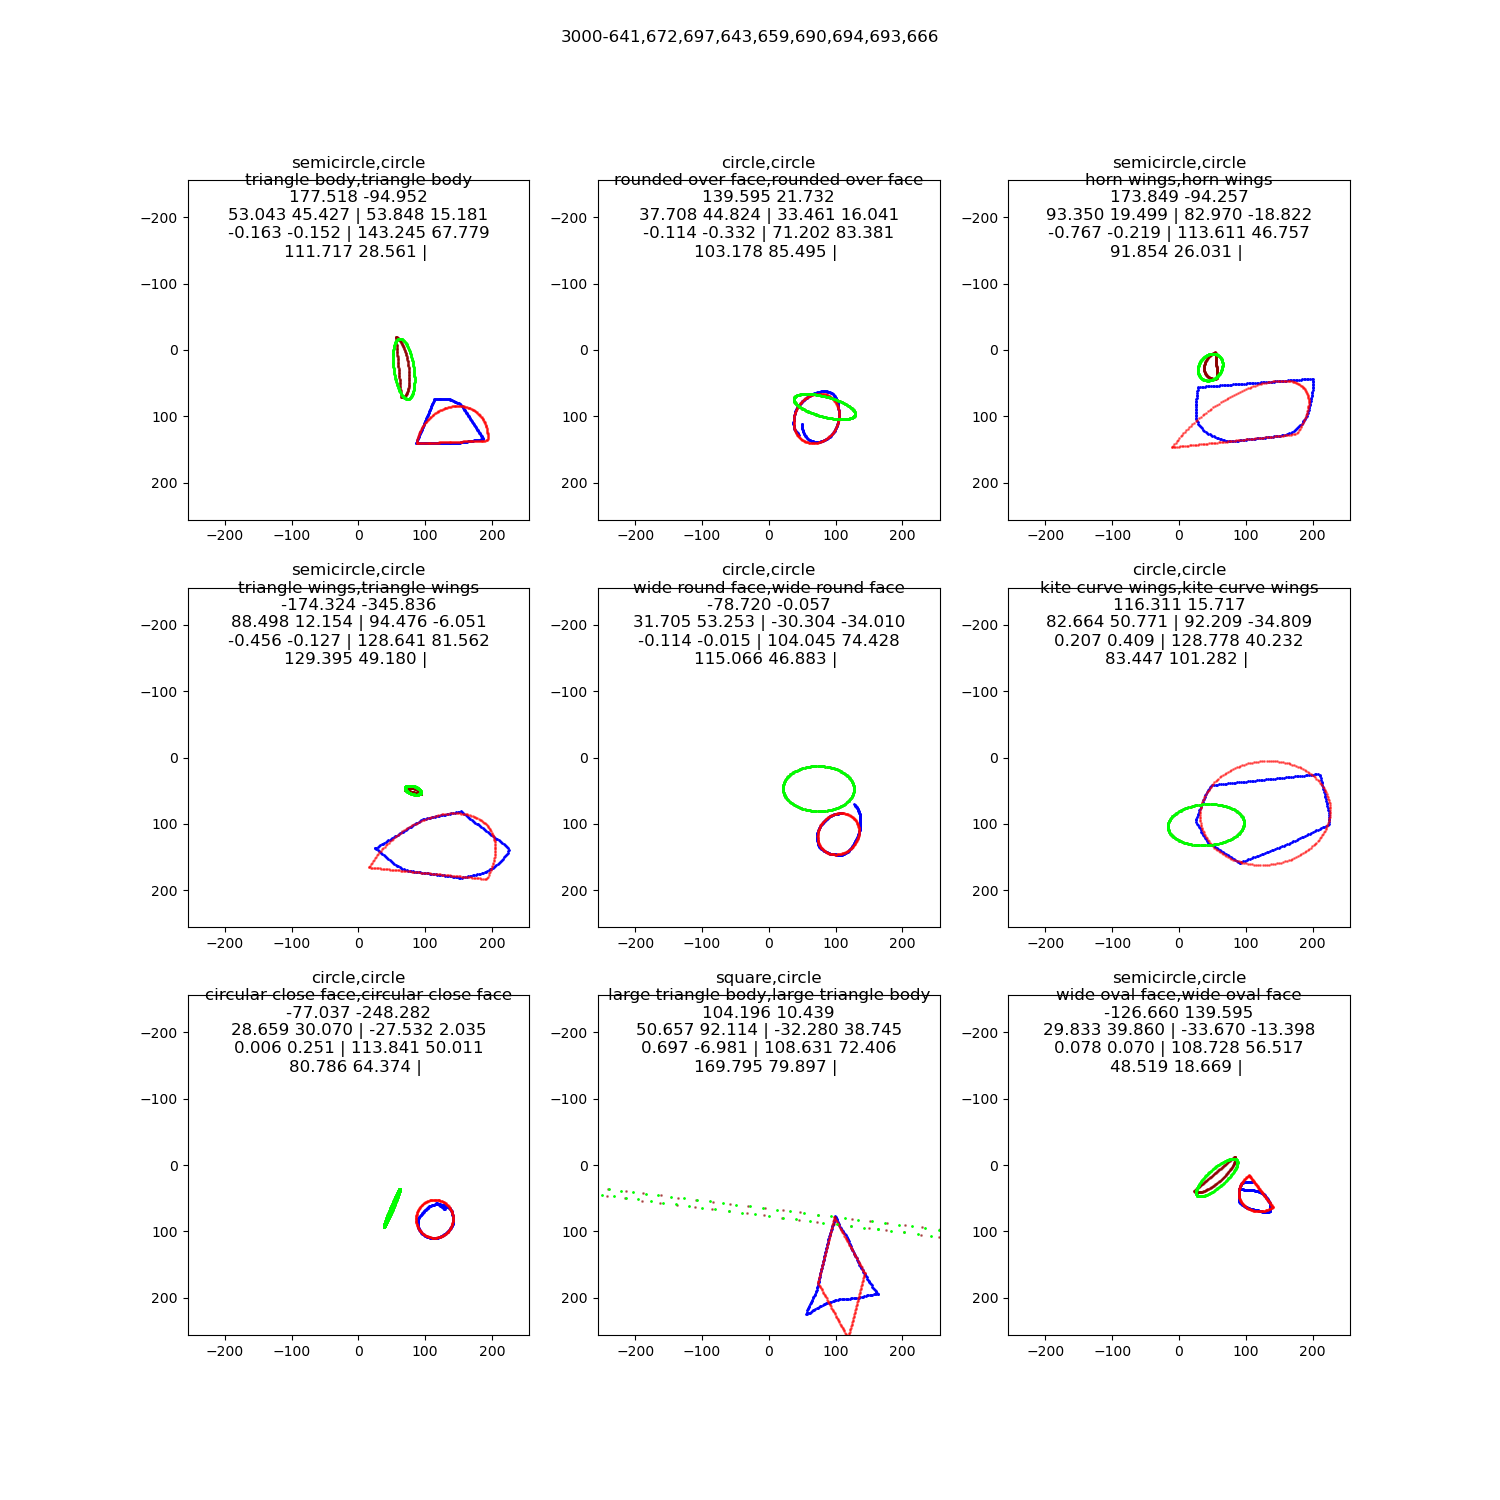 3000-641,672,697,643,659,690,694,693,666
semicircle,circle
triangle body,triangle body
177.518 -94.952
53.043 45.427 | 53.848 15.181
-0.163 -0.152 | 143.245 67.779
111.717 28.561 |
−200
−100
0
100
200
−200 −100 0 100 200
circle,circle
rounded over face,rounded over face
139.595 21.732
37.708 44.824 | 33.461 16.041
-0.114 -0.332 | 71.202 83.381
103.178 85.495 |
−200
−100
0
100
200
−200 −100 0 100 200
semicircle,circle
horn wings,horn wings
173.849 -94.257
93.350 19.499 | 82.970 -18.822
-0.767 -0.219 | 113.611 46.757
91.854 26.031 |
−200
−100
0
100
200
−200 −100 0 100 200
semicircle,circle
triangle wings,triangle wings
-174.324 -345.836
88.498 12.154 | 94.476 -6.051
-0.456 -0.127 | 128.641 81.562
129.395 49.180 |
−200
−100
0
100
200
−200 −100 0 100 200
circle,circle
wide round face,wide round face
-78.720 -0.057
31.705 53.253 | -30.304 -34.010
-0.114 -0.015 | 104.045 74.428
115.066 46.883 |
−200
−100
0
100
200
−200 −100 0 100 200
circle,circle
kite curve wings,kite curve wings
116.311 15.717
82.664 50.771 | 92.209 -34.809
0.207 0.409 | 128.778 40.232
83.447 101.282 |
−200
−100
0
100
200
−200 −100 0 100 200
circle,circle
circular close face,circular close face
-77.037 -248.282
28.659 30.070 | -27.532 2.035
0.006 0.251 | 113.841 50.011
80.786 64.374 |
−200
−100
0
100
200
−200 −100 0 100 200
square,circle
large triangle body,large triangle body
104.196 10.439
50.657 92.114 | -32.280 38.745
0.697 -6.981 | 108.631 72.406
169.795 79.897 |
−200
−100
0
100
200
−200 −100 0 100 200
semicircle,circle
wide oval face,wide oval face
-126.660 139.595
29.833 39.860 | -33.670 -13.398
0.078 0.070 | 108.728 56.517
48.519 18.669 |
−200
−100
0
100
200
−200 −100 0 100 200